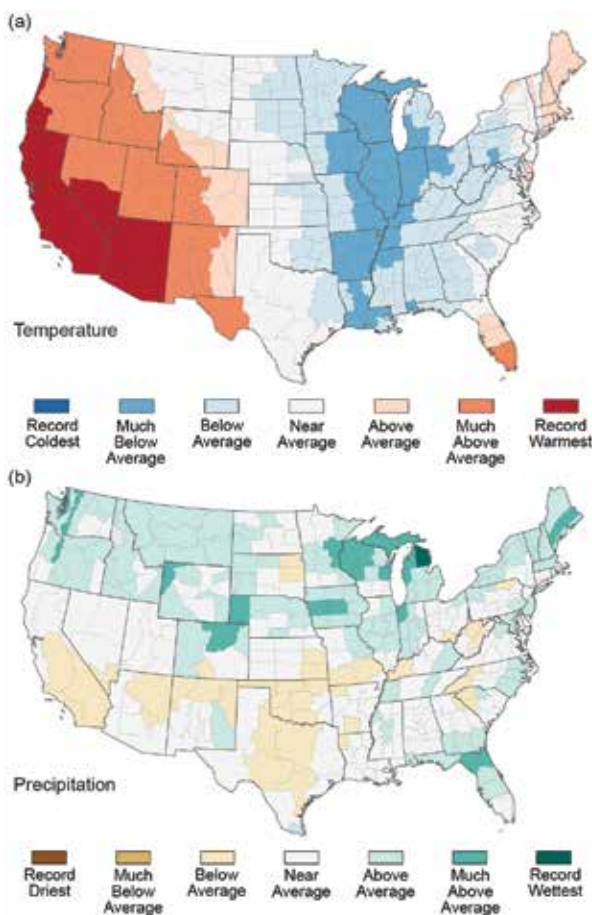 (a)
Temperature
Record Much Below Near Above Much Record
Coldest Below Average Average Average Above Warmest
Average Average
(b)
Precipitation
Record Much Below Near Above Much Record
Driest Below Average Average Average Above Wettest
Average Average